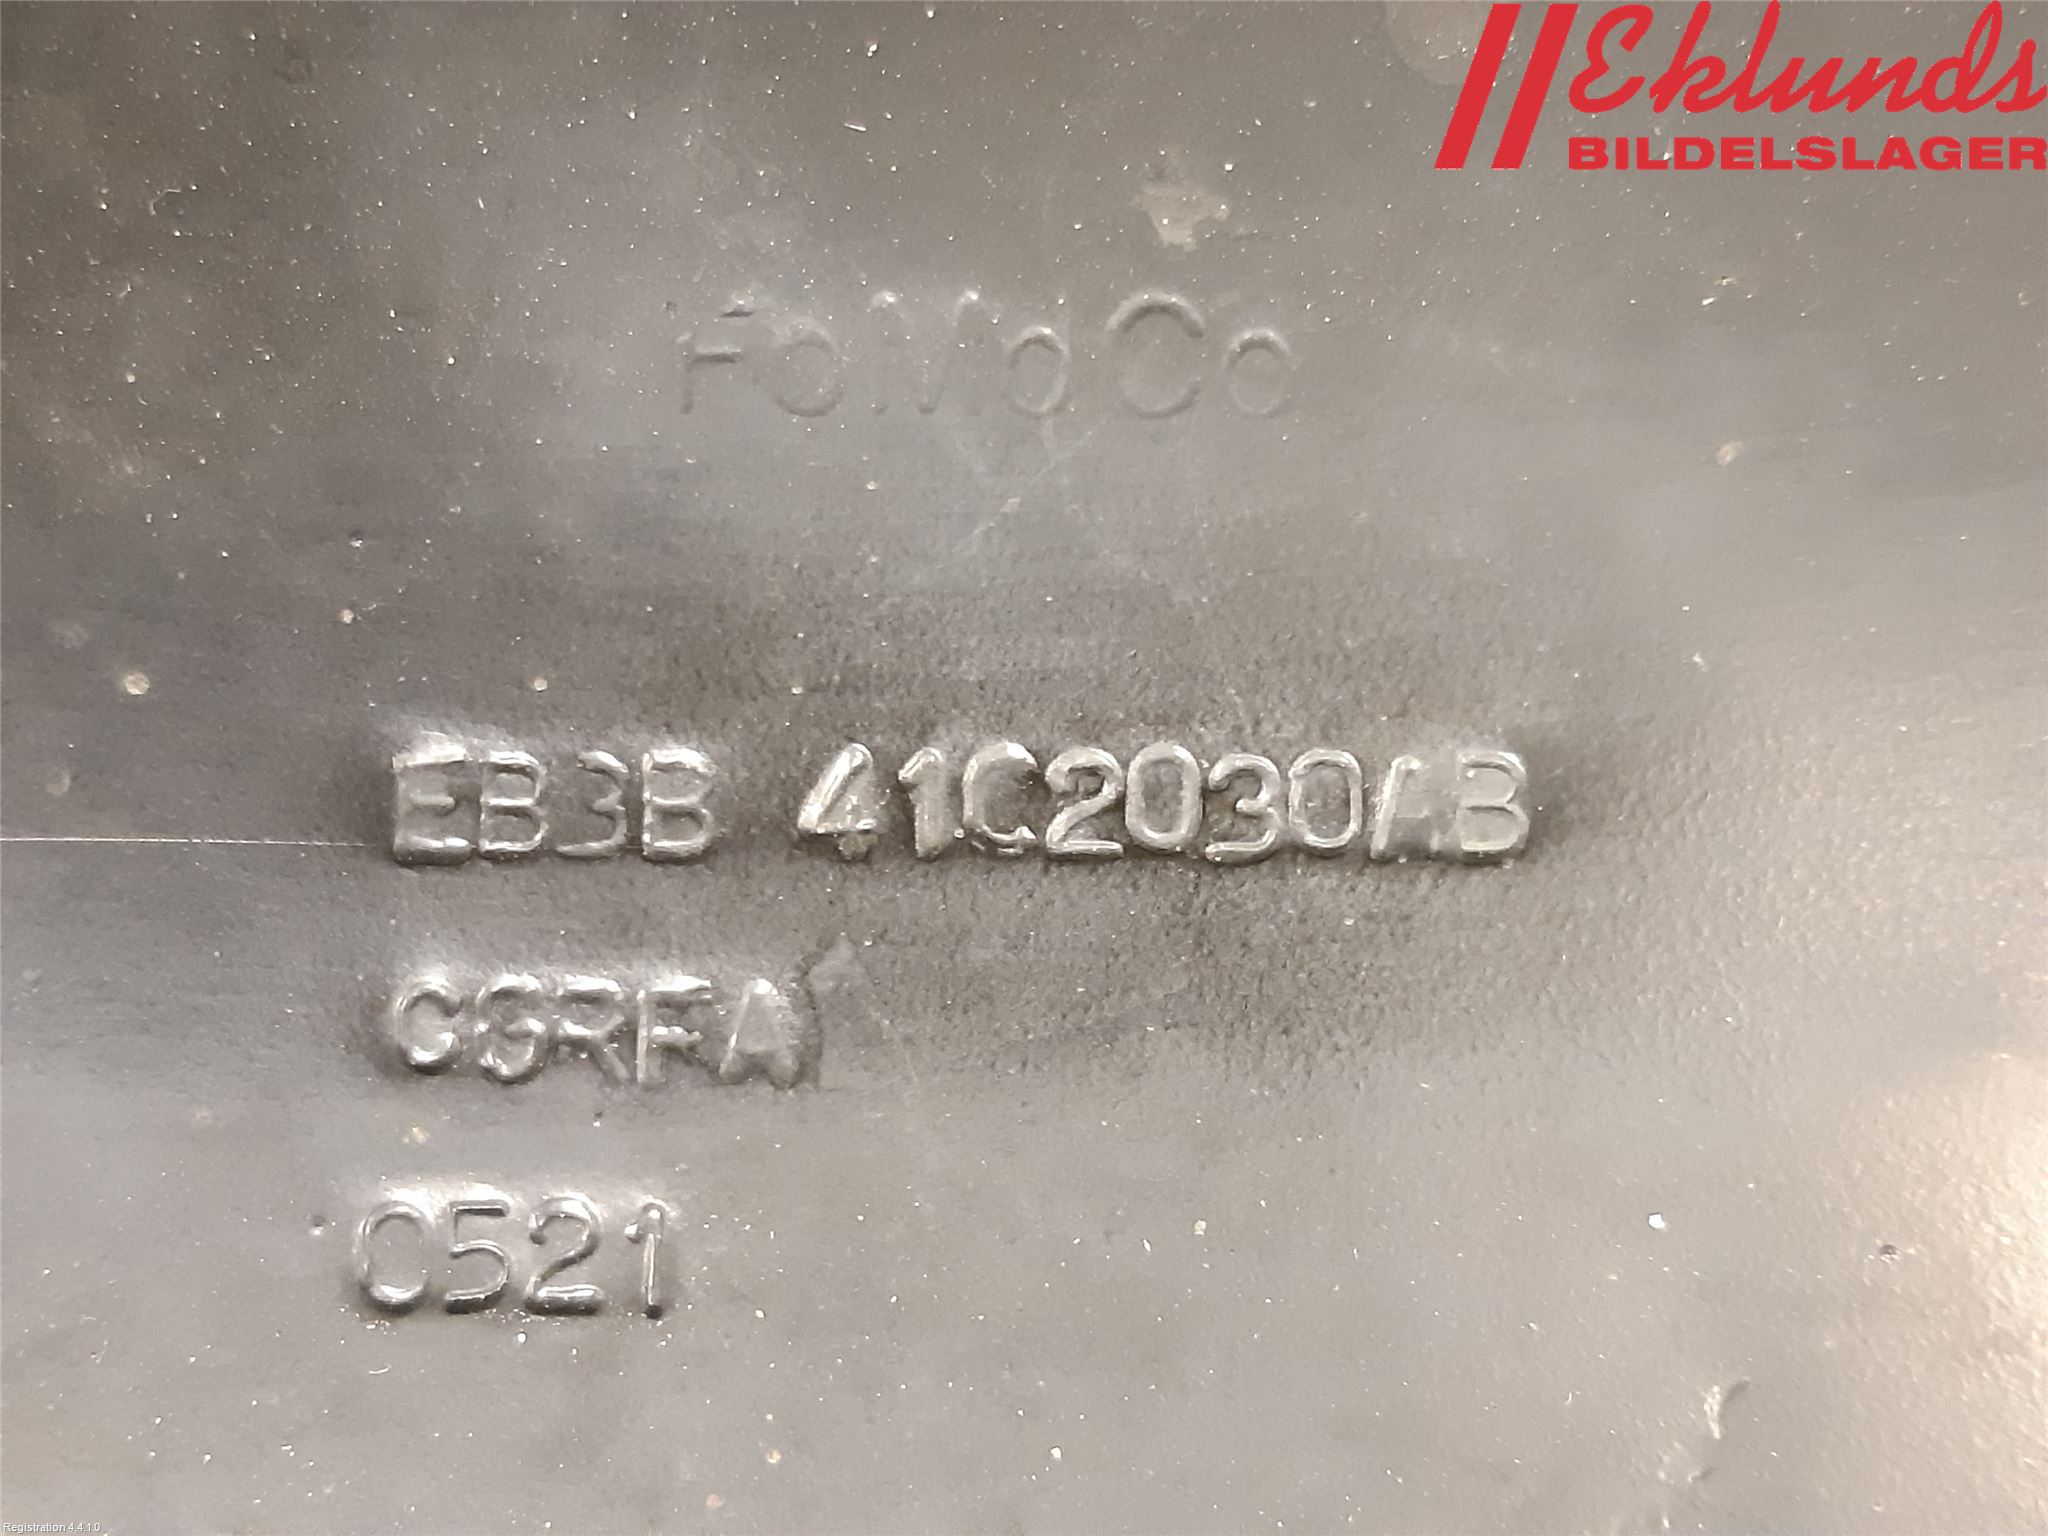 Eklunds
BILDELSLAGER
FoMoCo
EB3B 41C2030AB
CGRFA
0521
Registration 4.4.1.0